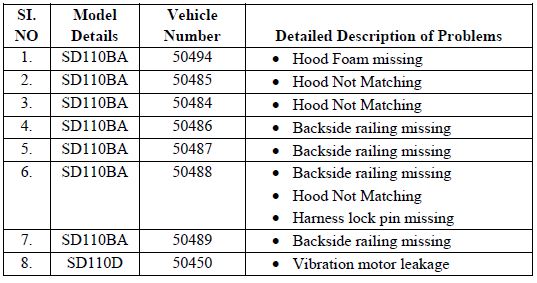 SI. NO Model Details Vehicle Number Detailed Description of Problems
1. SD110BA 50494 • Hood Foam missing
2. SD110BA 50485 • Hood Not Matching
3. SD110BA 50484 • Hood Not Matching
4. SD110BA 50486 • Backside railing missing
5. SD110BA 50487 • Backside railing missing
6. SD110BA 50488 • Backside railing missing
• Hood Not Matching
• Harness lock pin missing
7. SD110BA 50489 • Backside railing missing
8. SD110D 50450 • Vibration motor leakage